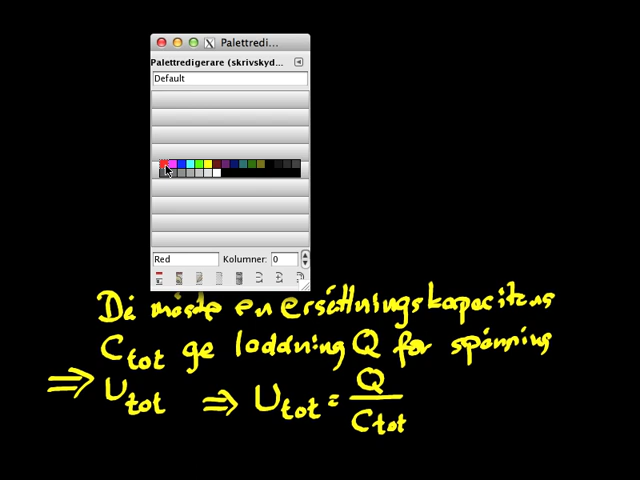 Palettredi...
Palettredigerare (skrivskyd...
Default
Red Kolumner: 0
Då måste en ersättningskapacitans
Ctot ge laddning Q för spänning
⇒ Utot ⇒ Utot = Q / Ctot